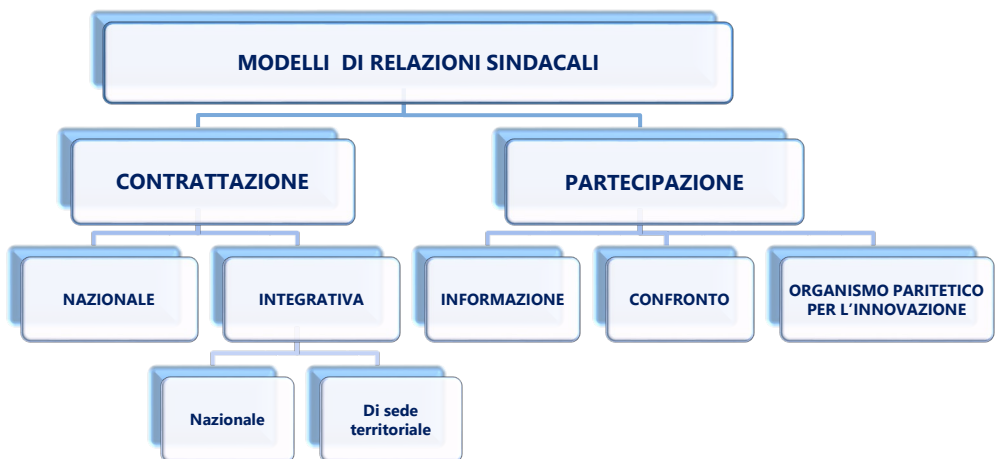 MODELLI DI RELAZIONI SINDACALI
CONTRATTAZIONE
PARTECIPAZIONE
NAZIONALE
INTEGRATIVA
INFORMAZIONE
CONFRONTO
ORGANISMO PARITETICO
PER L'INNOVAZIONE
Nazionale
Di sede
territoriale